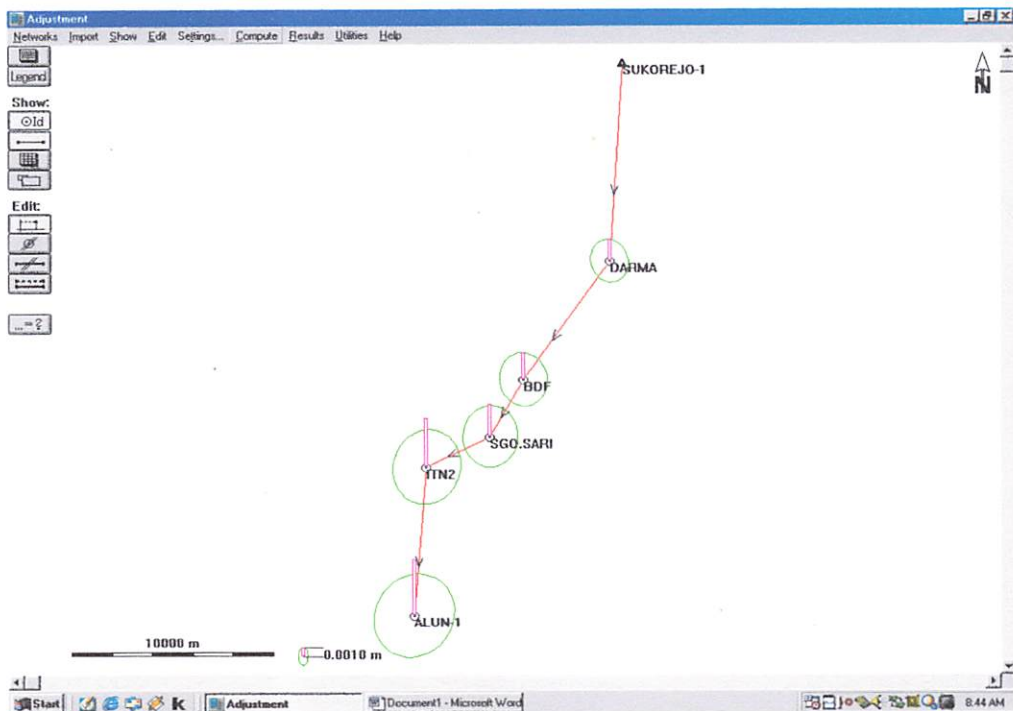 Adjustment
Networks Import Show Edit Settings... Compute Results Utilities Help
Legend
Show:
Id
Edit:
...=?
N
SUKOREJO-1
DARMA
BDF
SGO.SARI
ITN2
ALUN-1
10000 m
0.0010 m
Start
Adjustment
Document1 - Microsoft Word
8:44 AM